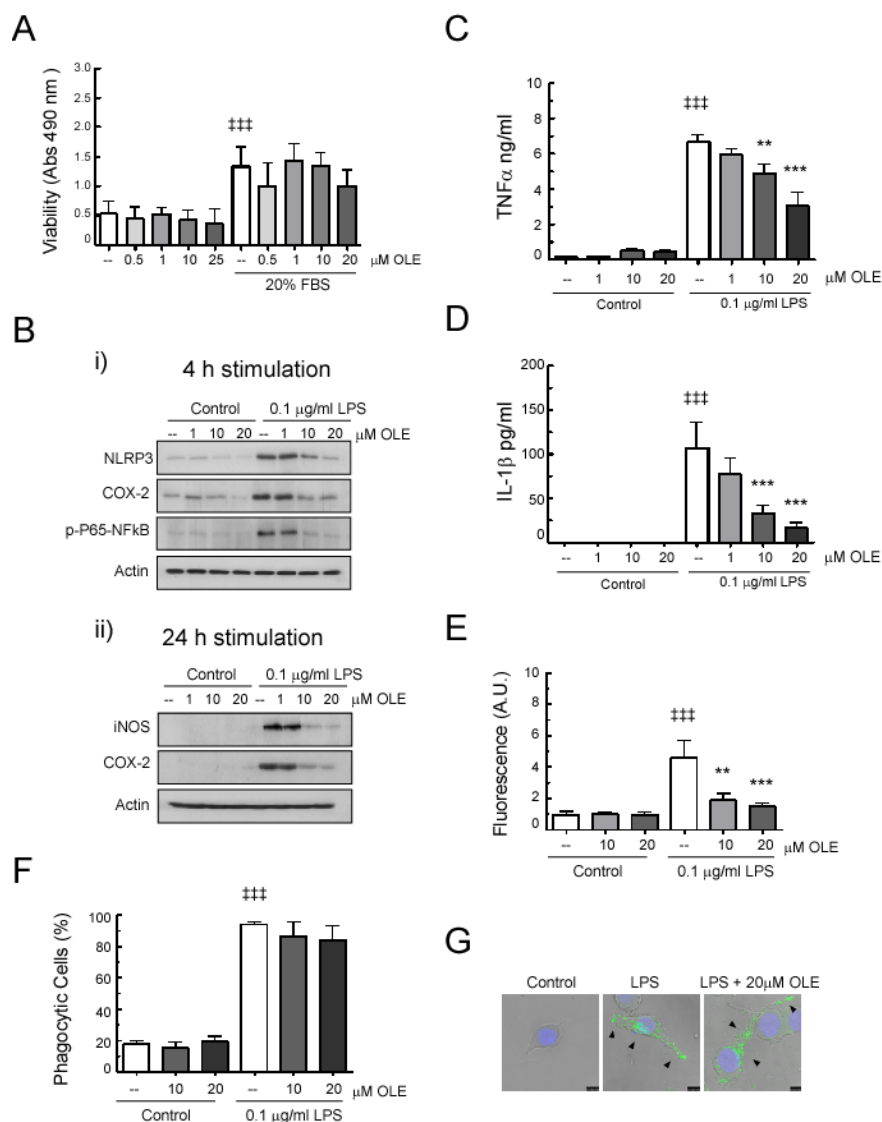 A
Viability (Abs 490 nm )
3.0
2.5
2.0
1.5
1.0
0.5
0.0
‡‡‡
-- 0.5 1 10 25 -- 0.5 1 10 20 μM OLE
20% FBS
B
i)
4 h stimulation
Control 0.1 μg/ml LPS
-- 1 10 20 -- 1 10 20 μM OLE
NLRP3
COX-2
p-P65-NFkB
Actin
ii)
24 h stimulation
Control 0.1 μg/ml LPS
-- 1 10 20 -- 1 10 20 μM OLE
iNOS
COX-2
Actin
C
TNFα ng/ml
10
8
6
4
2
0
‡‡‡
**
***
-- 1 10 20 -- 1 10 20 μM OLE
Control 0.1 μg/ml LPS
D
IL-1β pg/ml
200
150
100
50
0
‡‡‡
***
***
-- 1 10 20 -- 1 10 20 μM OLE
Control 0.1 μg/ml LPS
E
Fluorescence (A.U.)
10
8
6
4
2
0
‡‡‡
**
***
-- 10 20 -- 10 20 μM OLE
Control 0.1 μg/ml LPS
F
Phagocytic Cells (%)
100
80
60
40
20
0
‡‡‡
-- 10 20 -- 10 20 μM OLE
Control 0.1 μg/ml LPS
G
Control LPS LPS + 20μM OLE